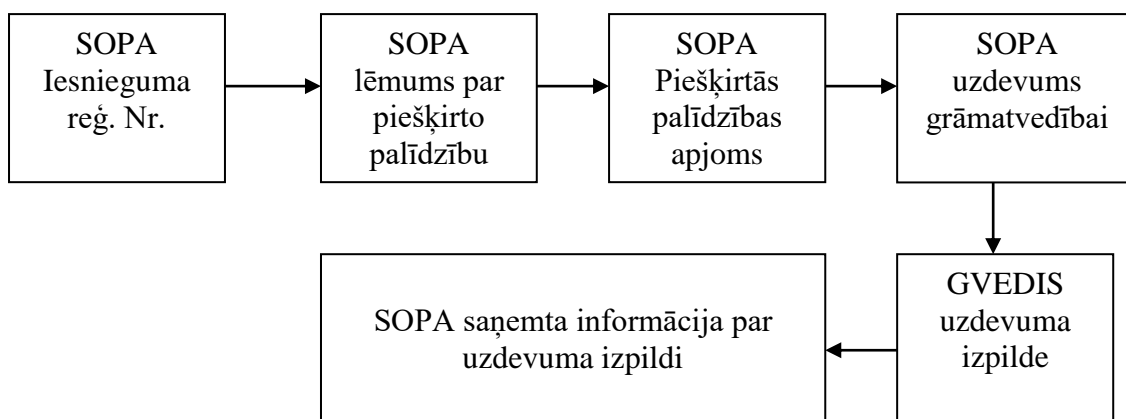 SOPA
Iesnieguma
reģ. Nr.
SOPA
lēmums par
piešķirto
palīdzību
SOPA
Piešķirtās
palīdzības
apjoms
SOPA
uzdevums
grāmatvedībai
GVEDIS
uzdevuma
izpilde
SOPA saņemta informācija par
uzdevuma izpildi